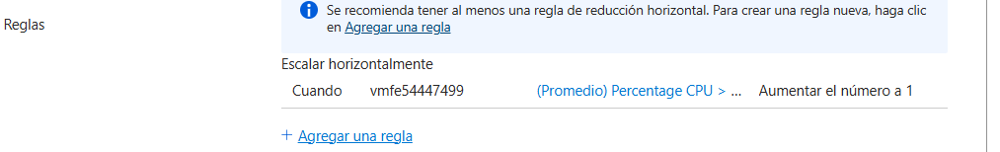 Se recomienda tener al menos una regla de reducción horizontal. Para crear una regla nueva, haga clic
en Agregar una regla
Reglas
Escalar horizontalmente
Cuando vmfe54447499 (Promedio) Percentage CPU > ... Aumentar el número a 1
+ Agregar una regla